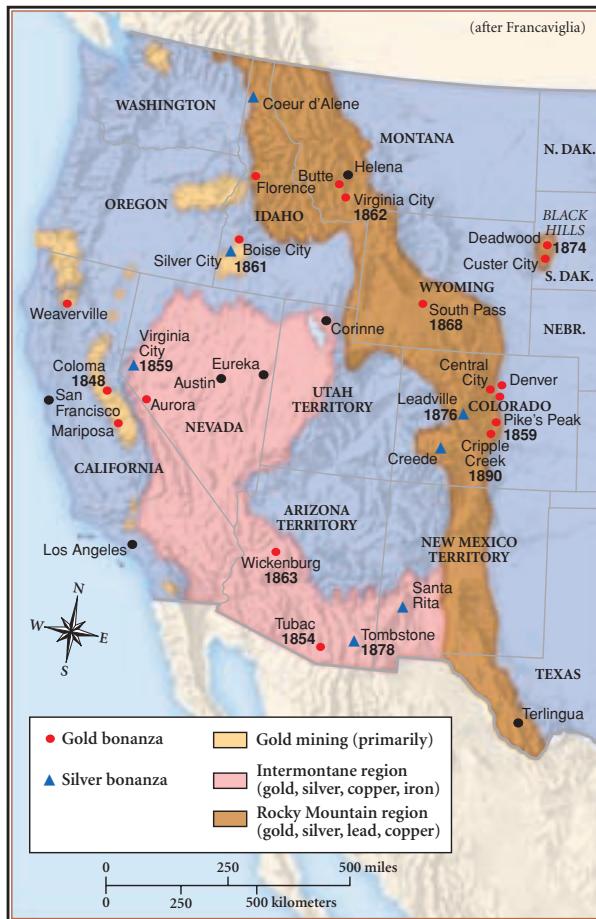 (after Francaviglia)
WASHINGTON
Coeur d'Alene
MONTANA
N. DAK.
Helena
Butte
Florence
Virginia City
1862
OREGON
IDAHO
BLACK
HILLS
Deadwood
1874
Custer City
S. DAK.
Boise City
Silver City
1861
WYOMING
South Pass
1868
NEBR.
Weaverville
Virginia
City
1859
Corinne
Coloma
1848
Eureka
Austin
UTAH
TERRITORY
Central
City
Denver
San
Francisco
Aurora
Leadville
1876
COLORADO
Pike's Peak
1859
Mariposa
NEVADA
Cripple
Creek
1890
Creede
CALIFORNIA
ARIZONA
TERRITORY
NEW MEXICO
TERRITORY
Los Angeles
Wickenburg
1863
Santa
Rita
N
W
E
S
Tubac
1854
Tombstone
1878
TEXAS
Terlingua
Gold bonanza
Silver bonanza
Gold mining (primarily)
Intermontane region
(gold, silver, copper, iron)
Rocky Mountain region
(gold, silver, lead, copper)
0 250 500 miles
0 250 500 kilometers